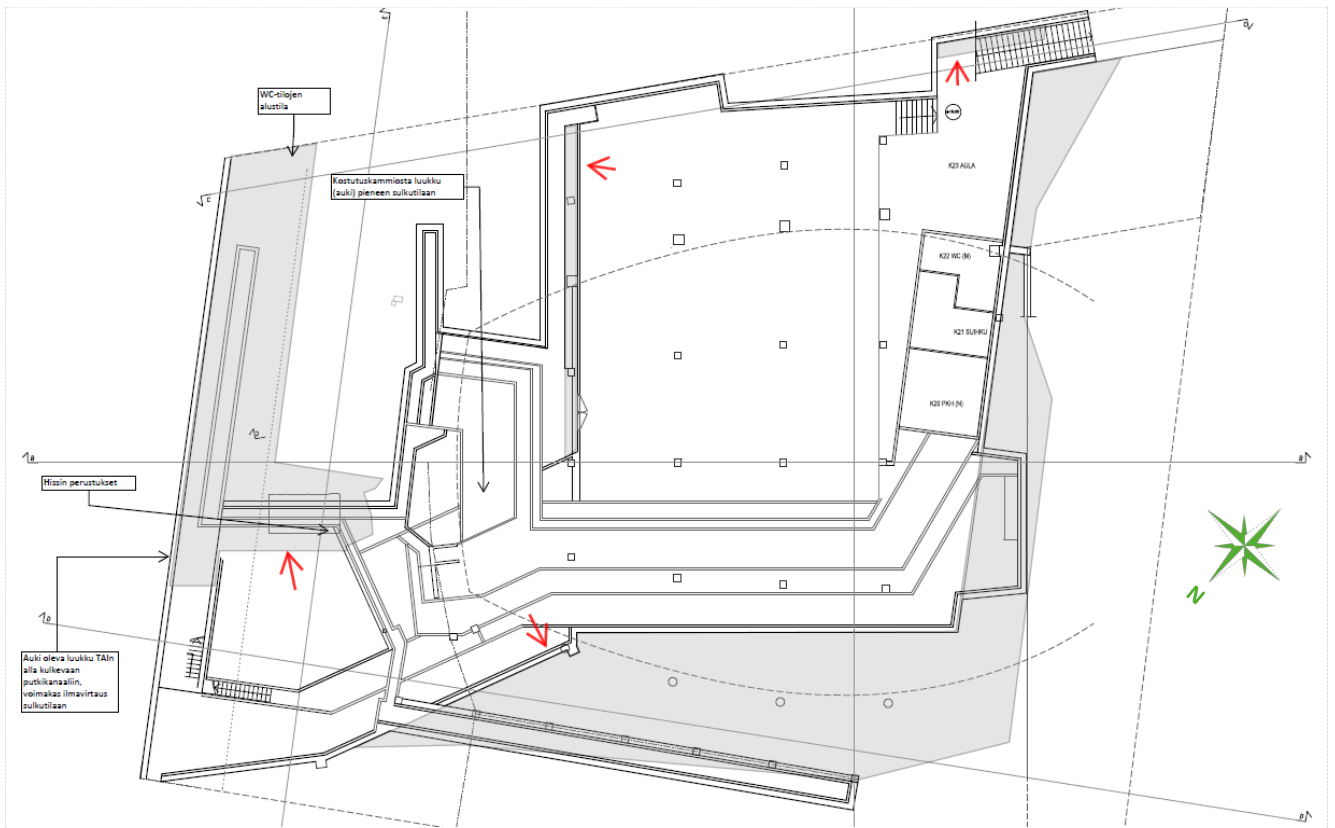 WC-tilojen
alustila
Kostutuskammiosta luukku
(auki) pieneen sulkutilaan
K23 AULA
K22 WC (M)
K21 SUIHKU
K20 PKH (N)
Hissin perustukset
Auki oleva luukku TAln
alla kulkevaan
putkikanaaliin,
voimakas ilmavirtaus
sulkutilaan
N